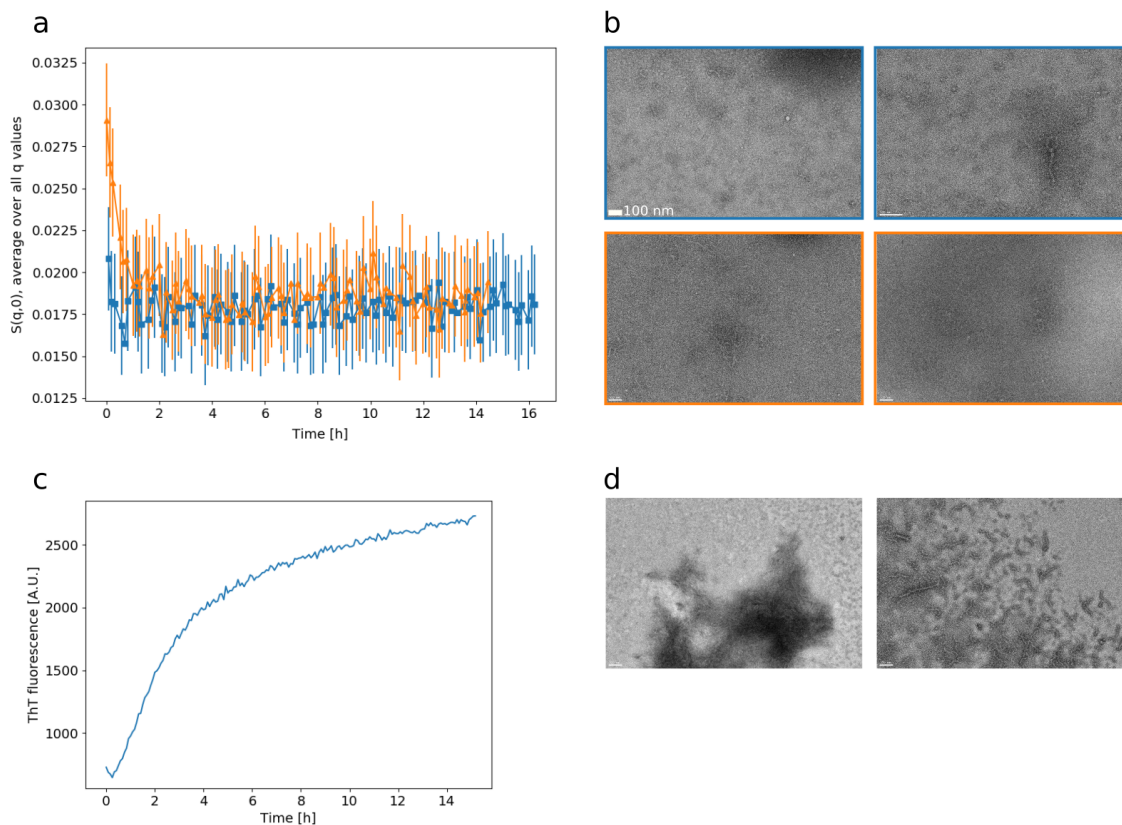 a
b
0.0325
0.0300
0.0275
0.0250
0.0225
0.0200
0.0175
0.0150
0.0125
S(q,0), average over all q values
0 2 4 6 8 10 12 14 16
Time [h]
100 nm
c
d
2500
2000
1500
1000
ThT fluorescence [A.U.]
0 2 4 6 8 10 12 14
Time [h]